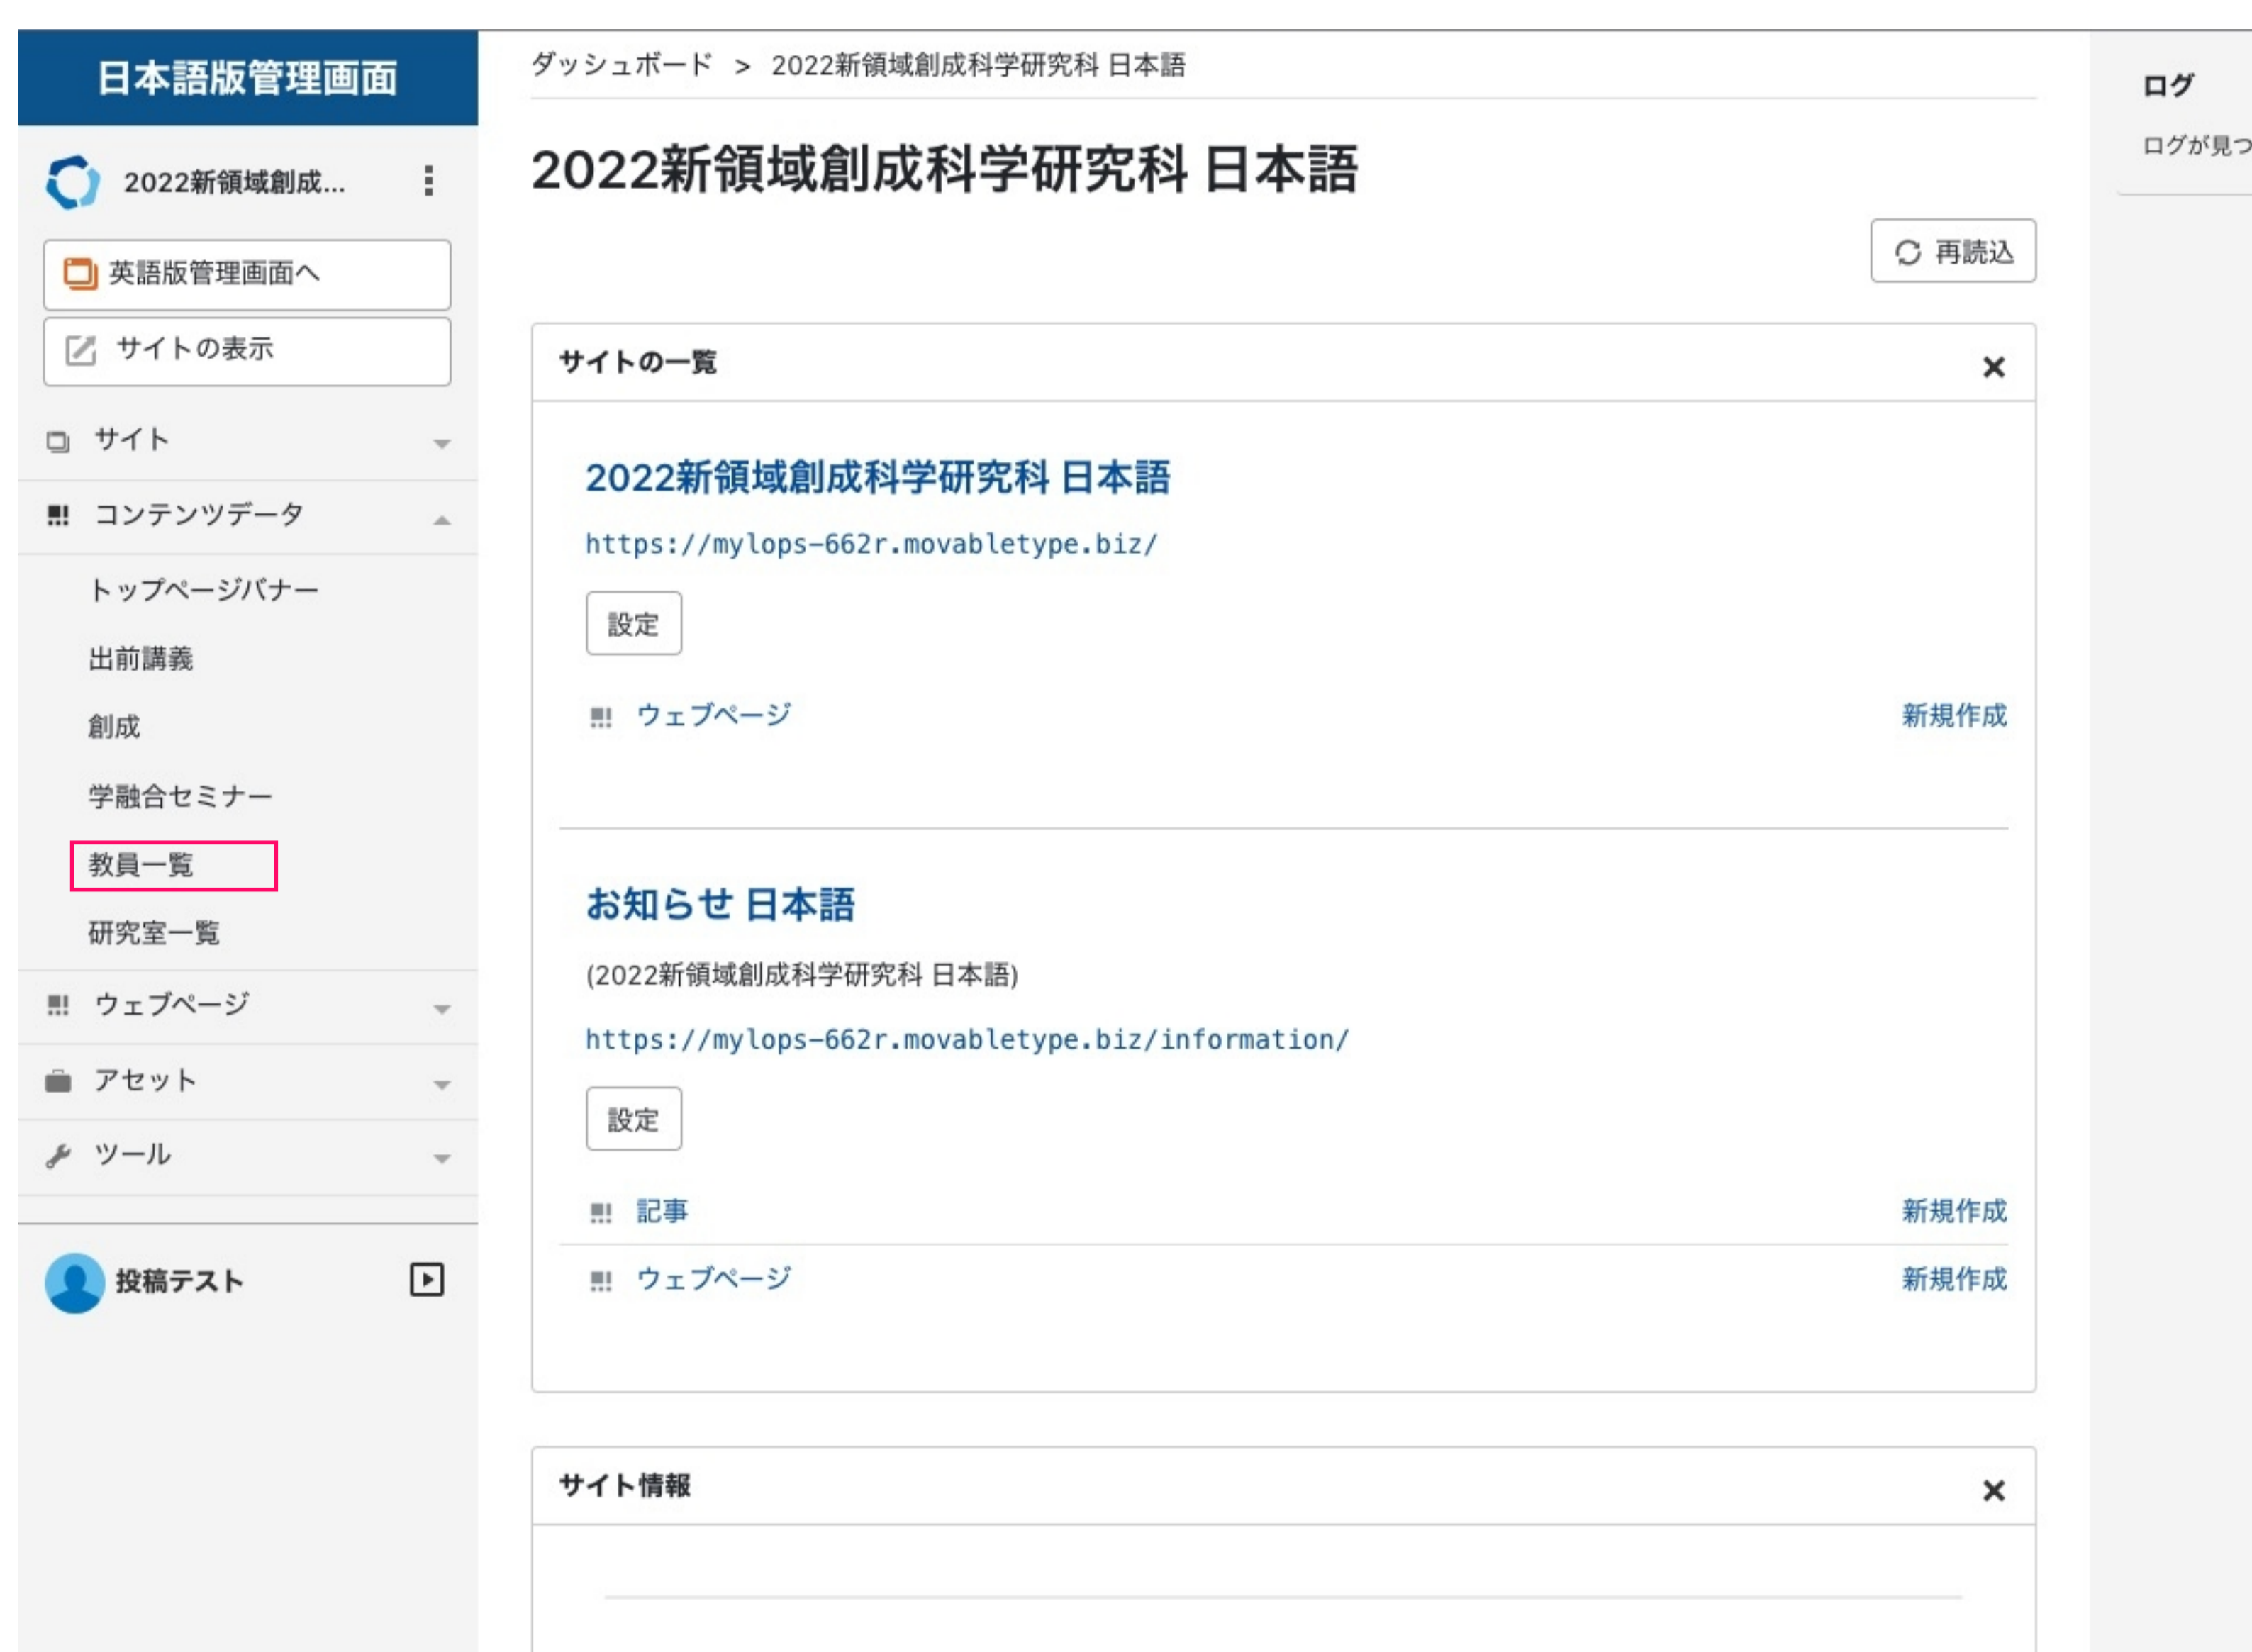 日本語版管理画面
2022新領域創成...
英語版管理画面へ
サイトの表示
サイト
コンテンツデータ
トップページバナー
出前講義
創成
学融合セミナー
教員一覧
研究室一覧
ウェブページ
アセット
ツール
投稿テスト
ダッシュボード > 2022新領域創成科学研究科 日本語
2022新領域創成科学研究科 日本語
再読込
サイトの一覧
2022新領域創成科学研究科 日本語
https://mylops-662r.movabletype.biz/
設定
ウェブページ 新規作成
お知らせ 日本語
(2022新領域創成科学研究科 日本語)
https://mylops-662r.movabletype.biz/information/
設定
記事 新規作成
ウェブページ 新規作成
サイト情報
ログ
ログが見つ